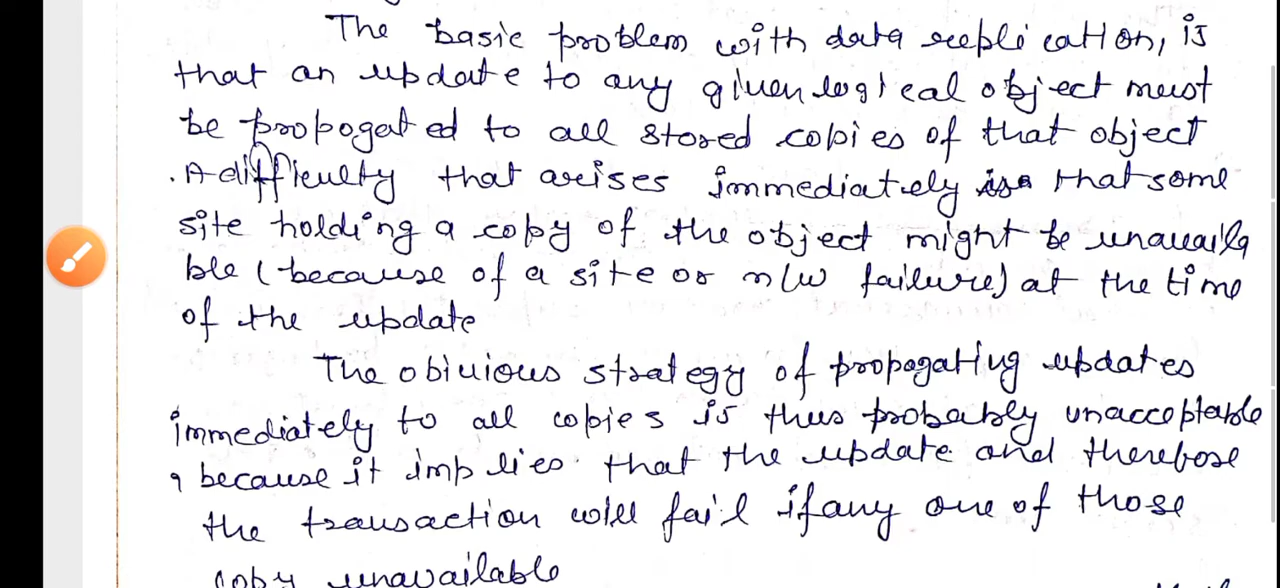 The basic problem with data reeplication, is
that an update to any given logical object must
be propogated to all stored copies of that object
. A difficulty that arises immediately is that some
site holding a copy of the object might be unavaila
ble (because of a site or n/w failure) at the time
of the update
The obivious strategy of propogating updates
immediately to all copies is thus probably unacceptable
, because it implies that the update and therefore
the transaction will fail if any one of those
copy unavailable